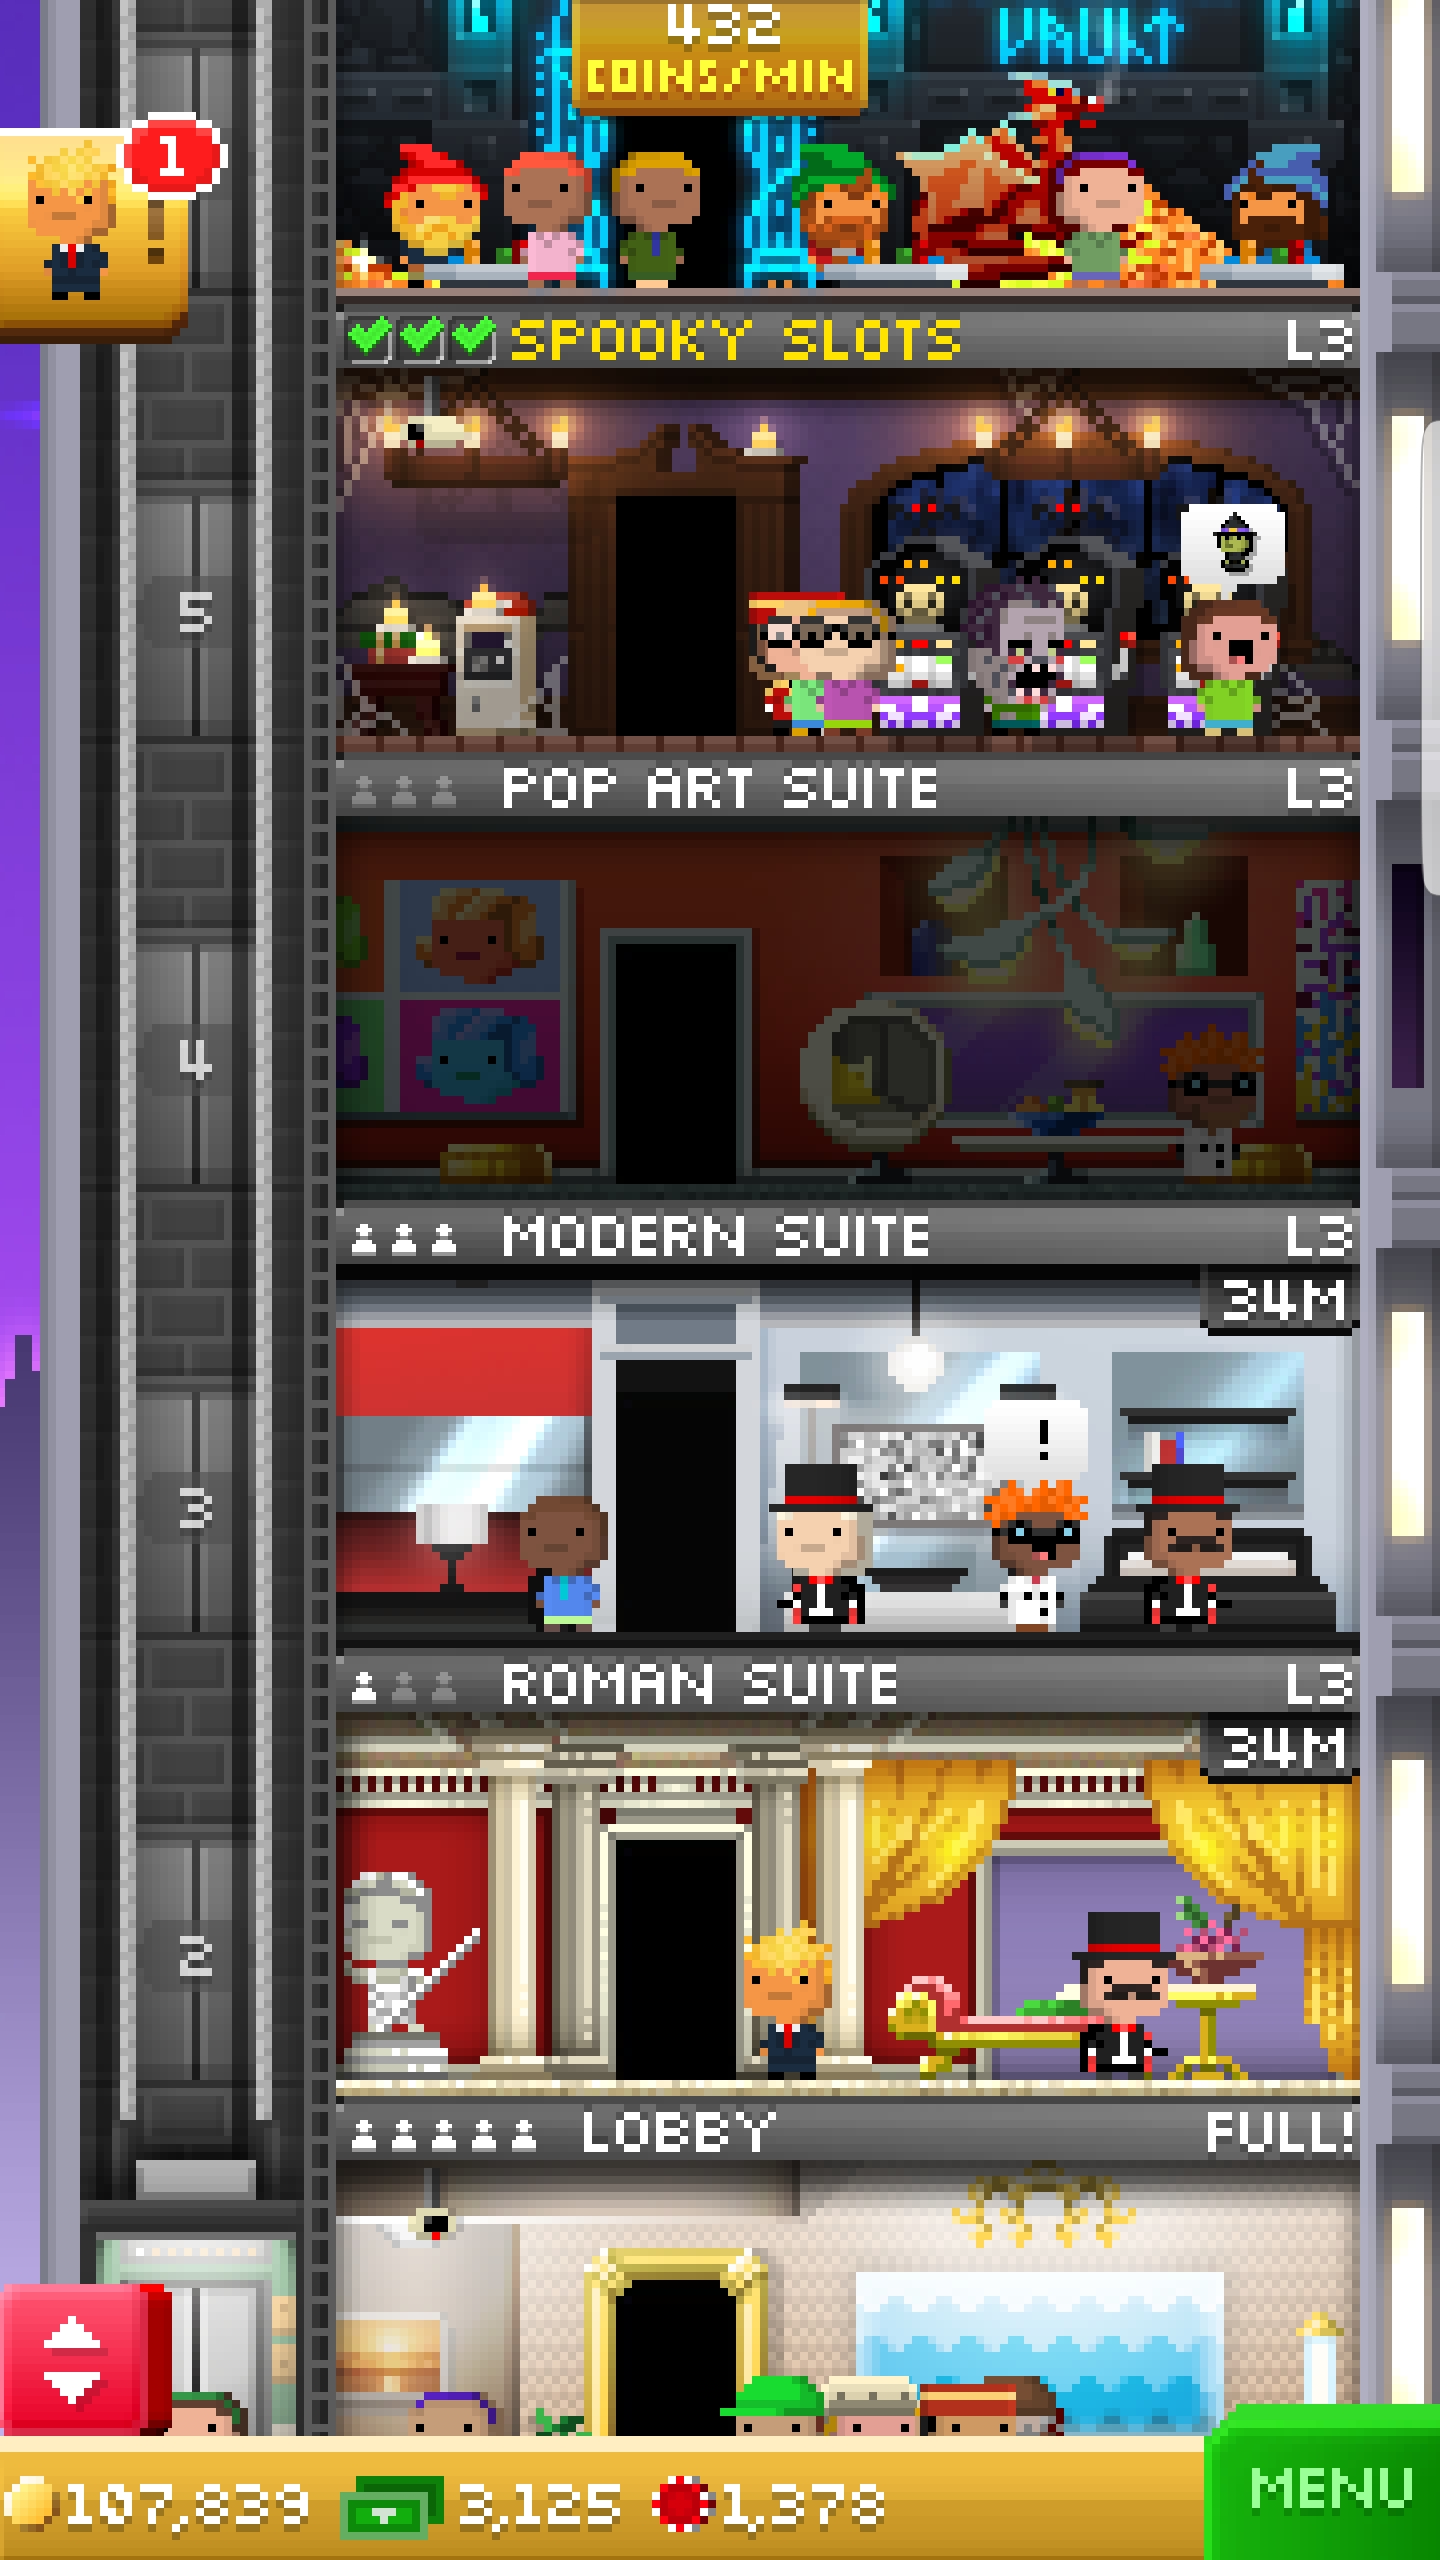 VAULT
432
COINS/MIN
1
!
SPOOKY SLOTS L3
5
POP ART SUITE L3
4
MODERN SUITE L3
34M
!
3
ROMAN SUITE L3
34M
2
LOBBY FULL!
107,839 3,125 1,378
MENU